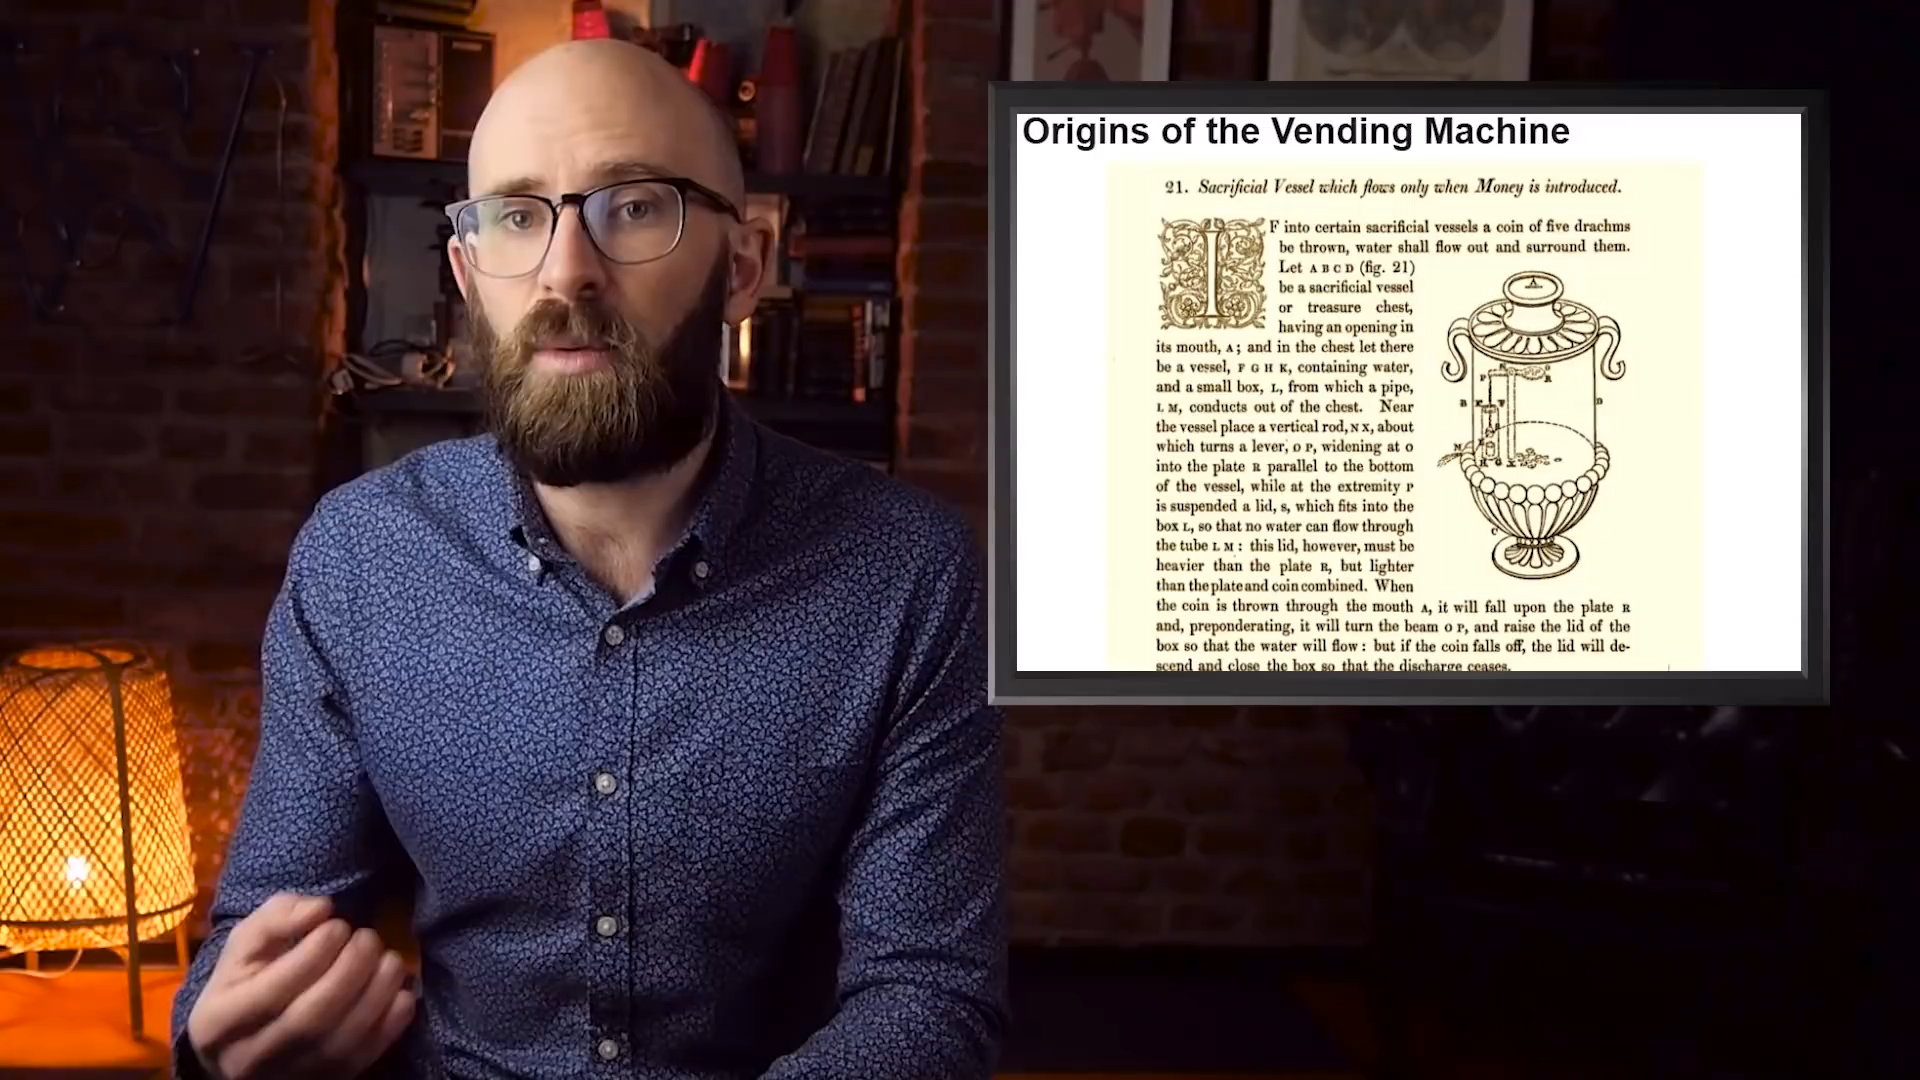 Origins of the Vending Machine
21. Sacrificial Vessel which flows only when Money is introduced.
IF into certain sacrificial vessels a coin of five drachms
be thrown, water shall flow out and surround them.
Let A B C D (fig. 21)
be a sacrificial vessel
or treasure chest,
having an opening in
its mouth, A; and in the chest let there
be a vessel, F G H K, containing water,
and a small box, L, from which a pipe,
L M, conducts out of the chest. Near
the vessel place a vertical rod, N X, about
which turns a lever, O P, widening at O
into the plate R parallel to the bottom
of the vessel, while at the extremity P
is suspended a lid, S, which fits into the
box L, so that no water can flow through
the tube L M : this lid, however, must be
heavier than the plate R, but lighter
than the plate and coin combined. When
the coin is thrown through the mouth A, it will fall upon the plate R
and, preponderating, it will turn the beam O P, and raise the lid of the
box so that the water will flow : but if the coin falls off, the lid will de-
scend and close the box so that the discharge ceases.